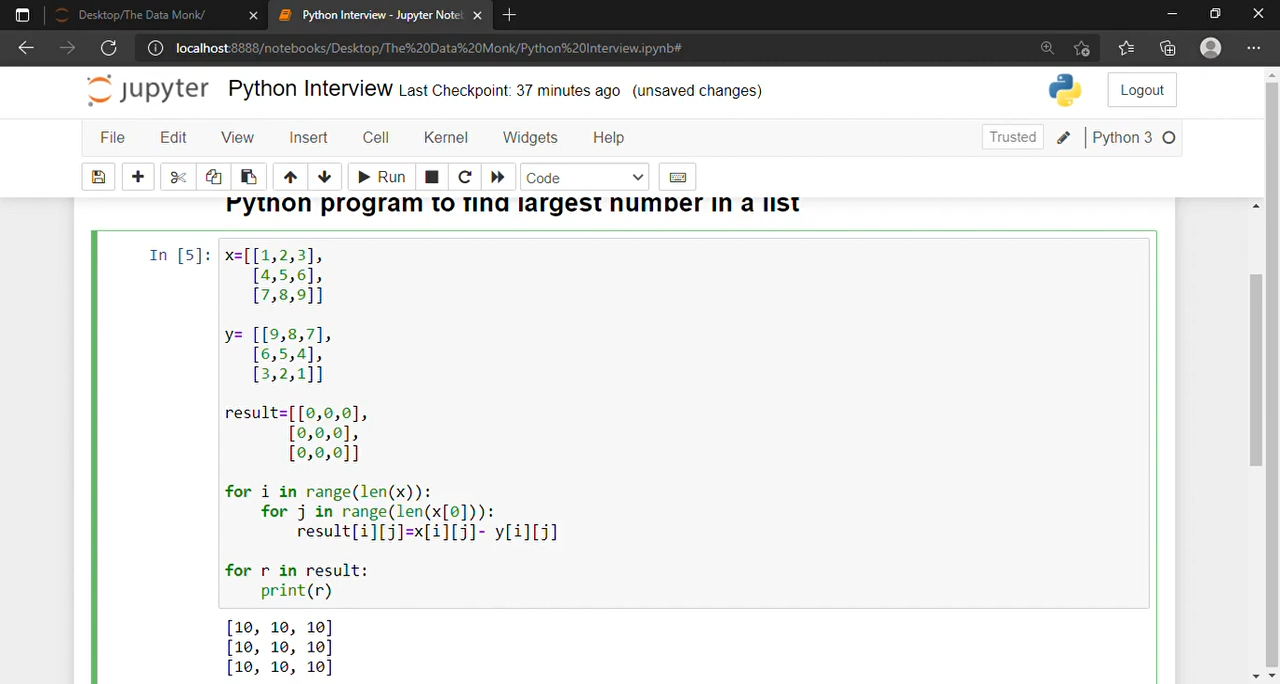 Desktop/The Data Monk/
Python Interview - Jupyter Noteb
localhost:8888/notebooks/Desktop/The%20Data%20Monk/Python%20Interview.ipynb#
jupyter Python Interview Last Checkpoint: 37 minutes ago (unsaved changes)
Logout
File Edit View Insert Cell Kernel Widgets Help
Trusted Python 3
Run Code
Python program to find largest number in a list
In [5]: x=[[1,2,3],
[4,5,6],
[7,8,9]]
y= [[9,8,7],
[6,5,4],
[3,2,1]]
result=[[0,0,0],
[0,0,0],
[0,0,0]]
for i in range(len(x)):
for j in range(len(x[0])):
result[i][j]=x[i][j]- y[i][j]
for r in result:
print(r)
[10, 10, 10]
[10, 10, 10]
[10, 10, 10]